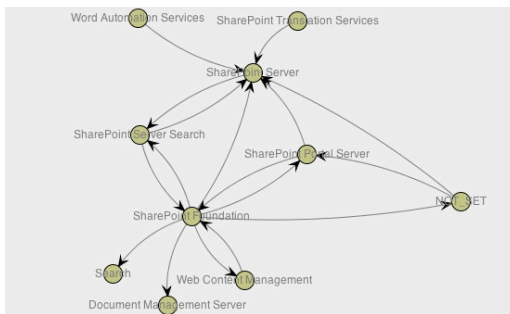 Word Automation Services
SharePoint Translation Services
SharePoint Server
SharePoint Server Search
SharePoint Portal Server
NOT_SET
SharePoint Foundation
Search
Web Content Management
Document Management Server